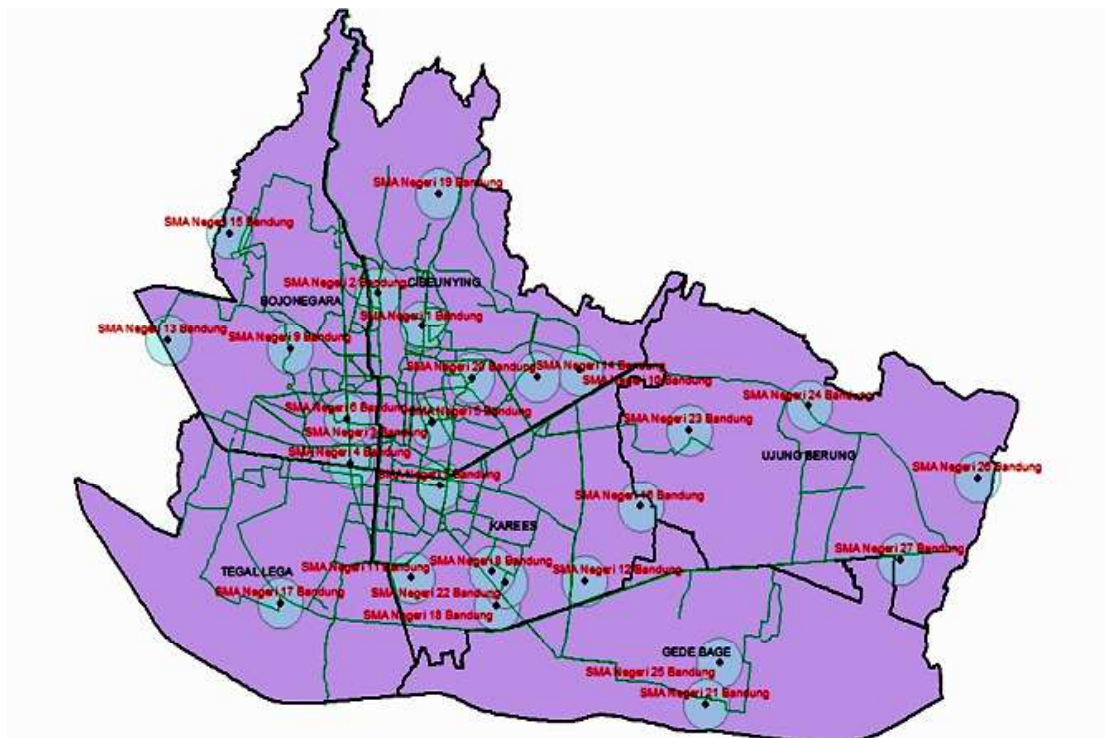 SMA Negeri 19 Bandung
SMA Negeri 15 Bandung
SMA Negeri 2 Bandung
CIBEUNYING
BOJONEGARA
SMA Negeri 1 Bandung
SMA Negeri 13 Bandung
SMA Negeri 9 Bandung
SMA Negeri 20 Bandung
SMA Negeri 14 Bandung
SMA Negeri 10 Bandung
SMA Negeri 24 Bandung
SMA Negeri 6 Bandung
SMA Negeri 5 Bandung
SMA Negeri 23 Bandung
SMA Negeri 3 Bandung
SMA Negeri 4 Bandung
UJUNG BERUNG
SMA Negeri 26 Bandung
SMA Negeri 16 Bandung
KAREES
SMA Negeri 27 Bandung
SMA Negeri 8 Bandung
TEGAL LEGA
SMA Negeri 11 Bandung
SMA Negeri 12 Bandung
SMA Negeri 17 Bandung
SMA Negeri 22 Bandung
SMA Negeri 18 Bandung
GEDE BAGE
SMA Negeri 25 Bandung
SMA Negeri 21 Bandung